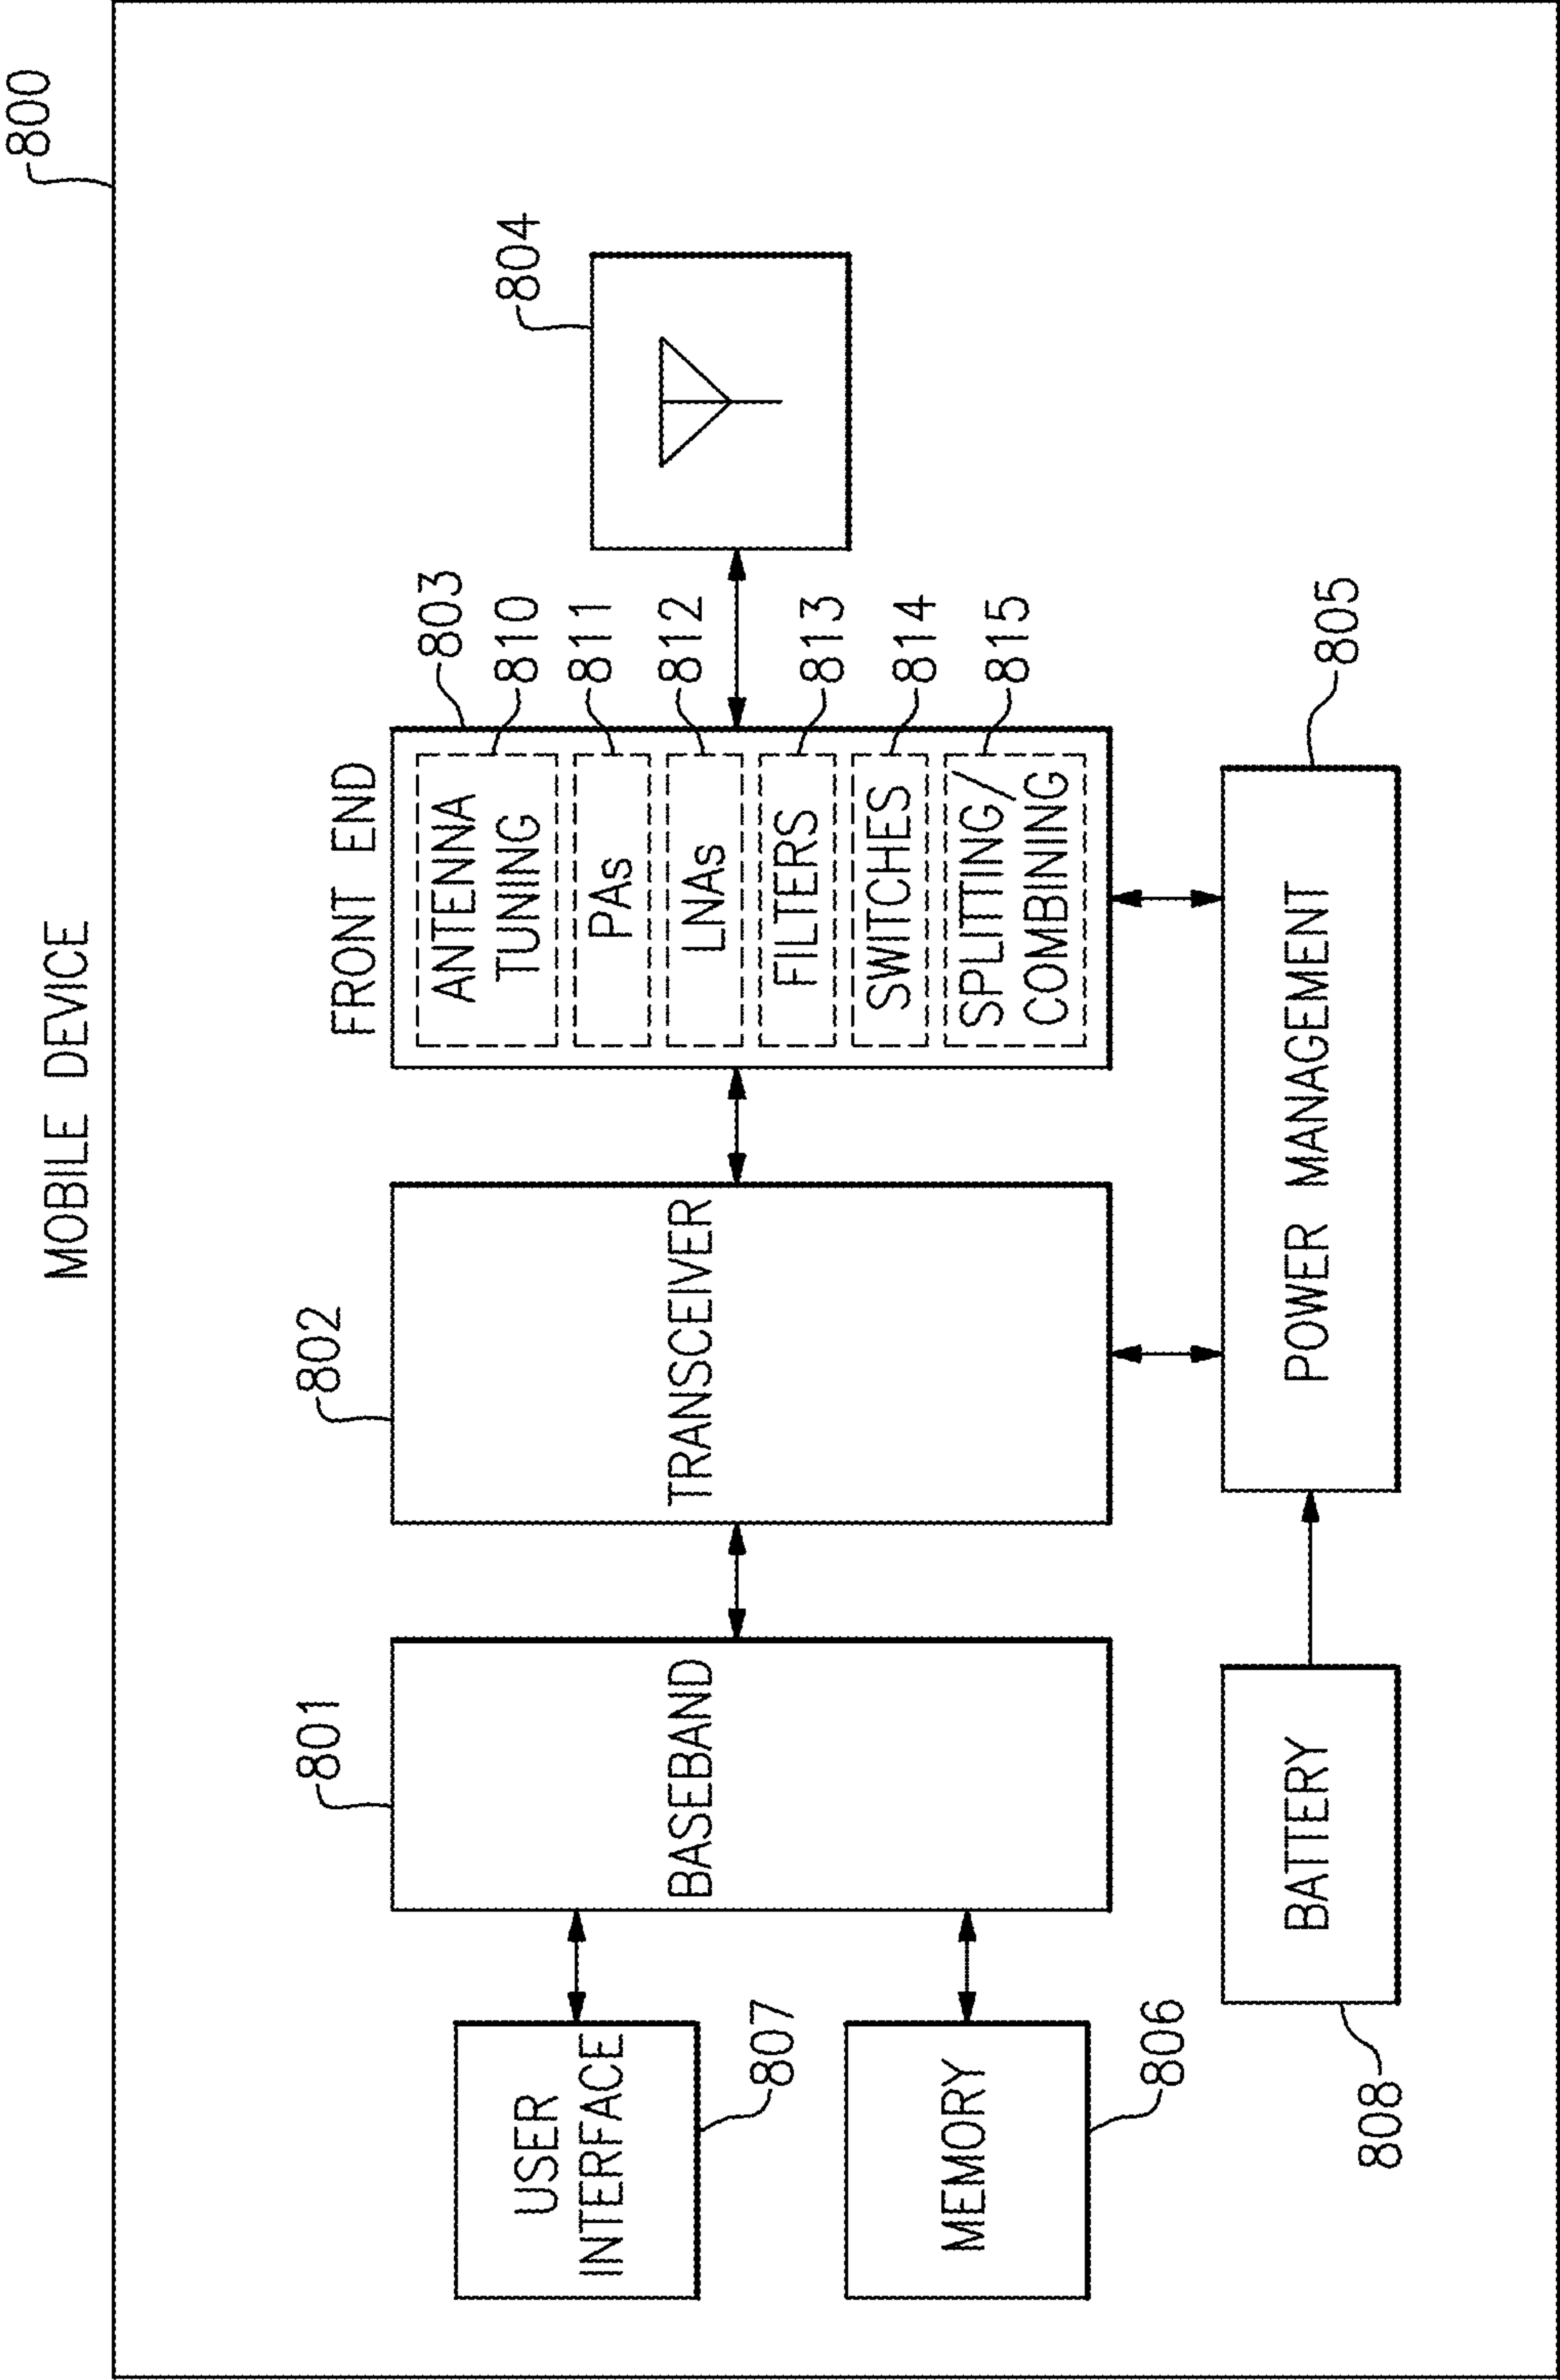 MOBILE DEVICE
800
FRONT END
801
802
803
804
ANTENNA
TUNING
810
PAs
811
LNAs
812
FILTERS
813
SWITCHES
814
SPLITTING/
COMBINING
815
USER
INTERFACE
807
BASEBAND
TRANSCEIVER
MEMORY
806
BATTERY
808
POWER MANAGEMENT
805